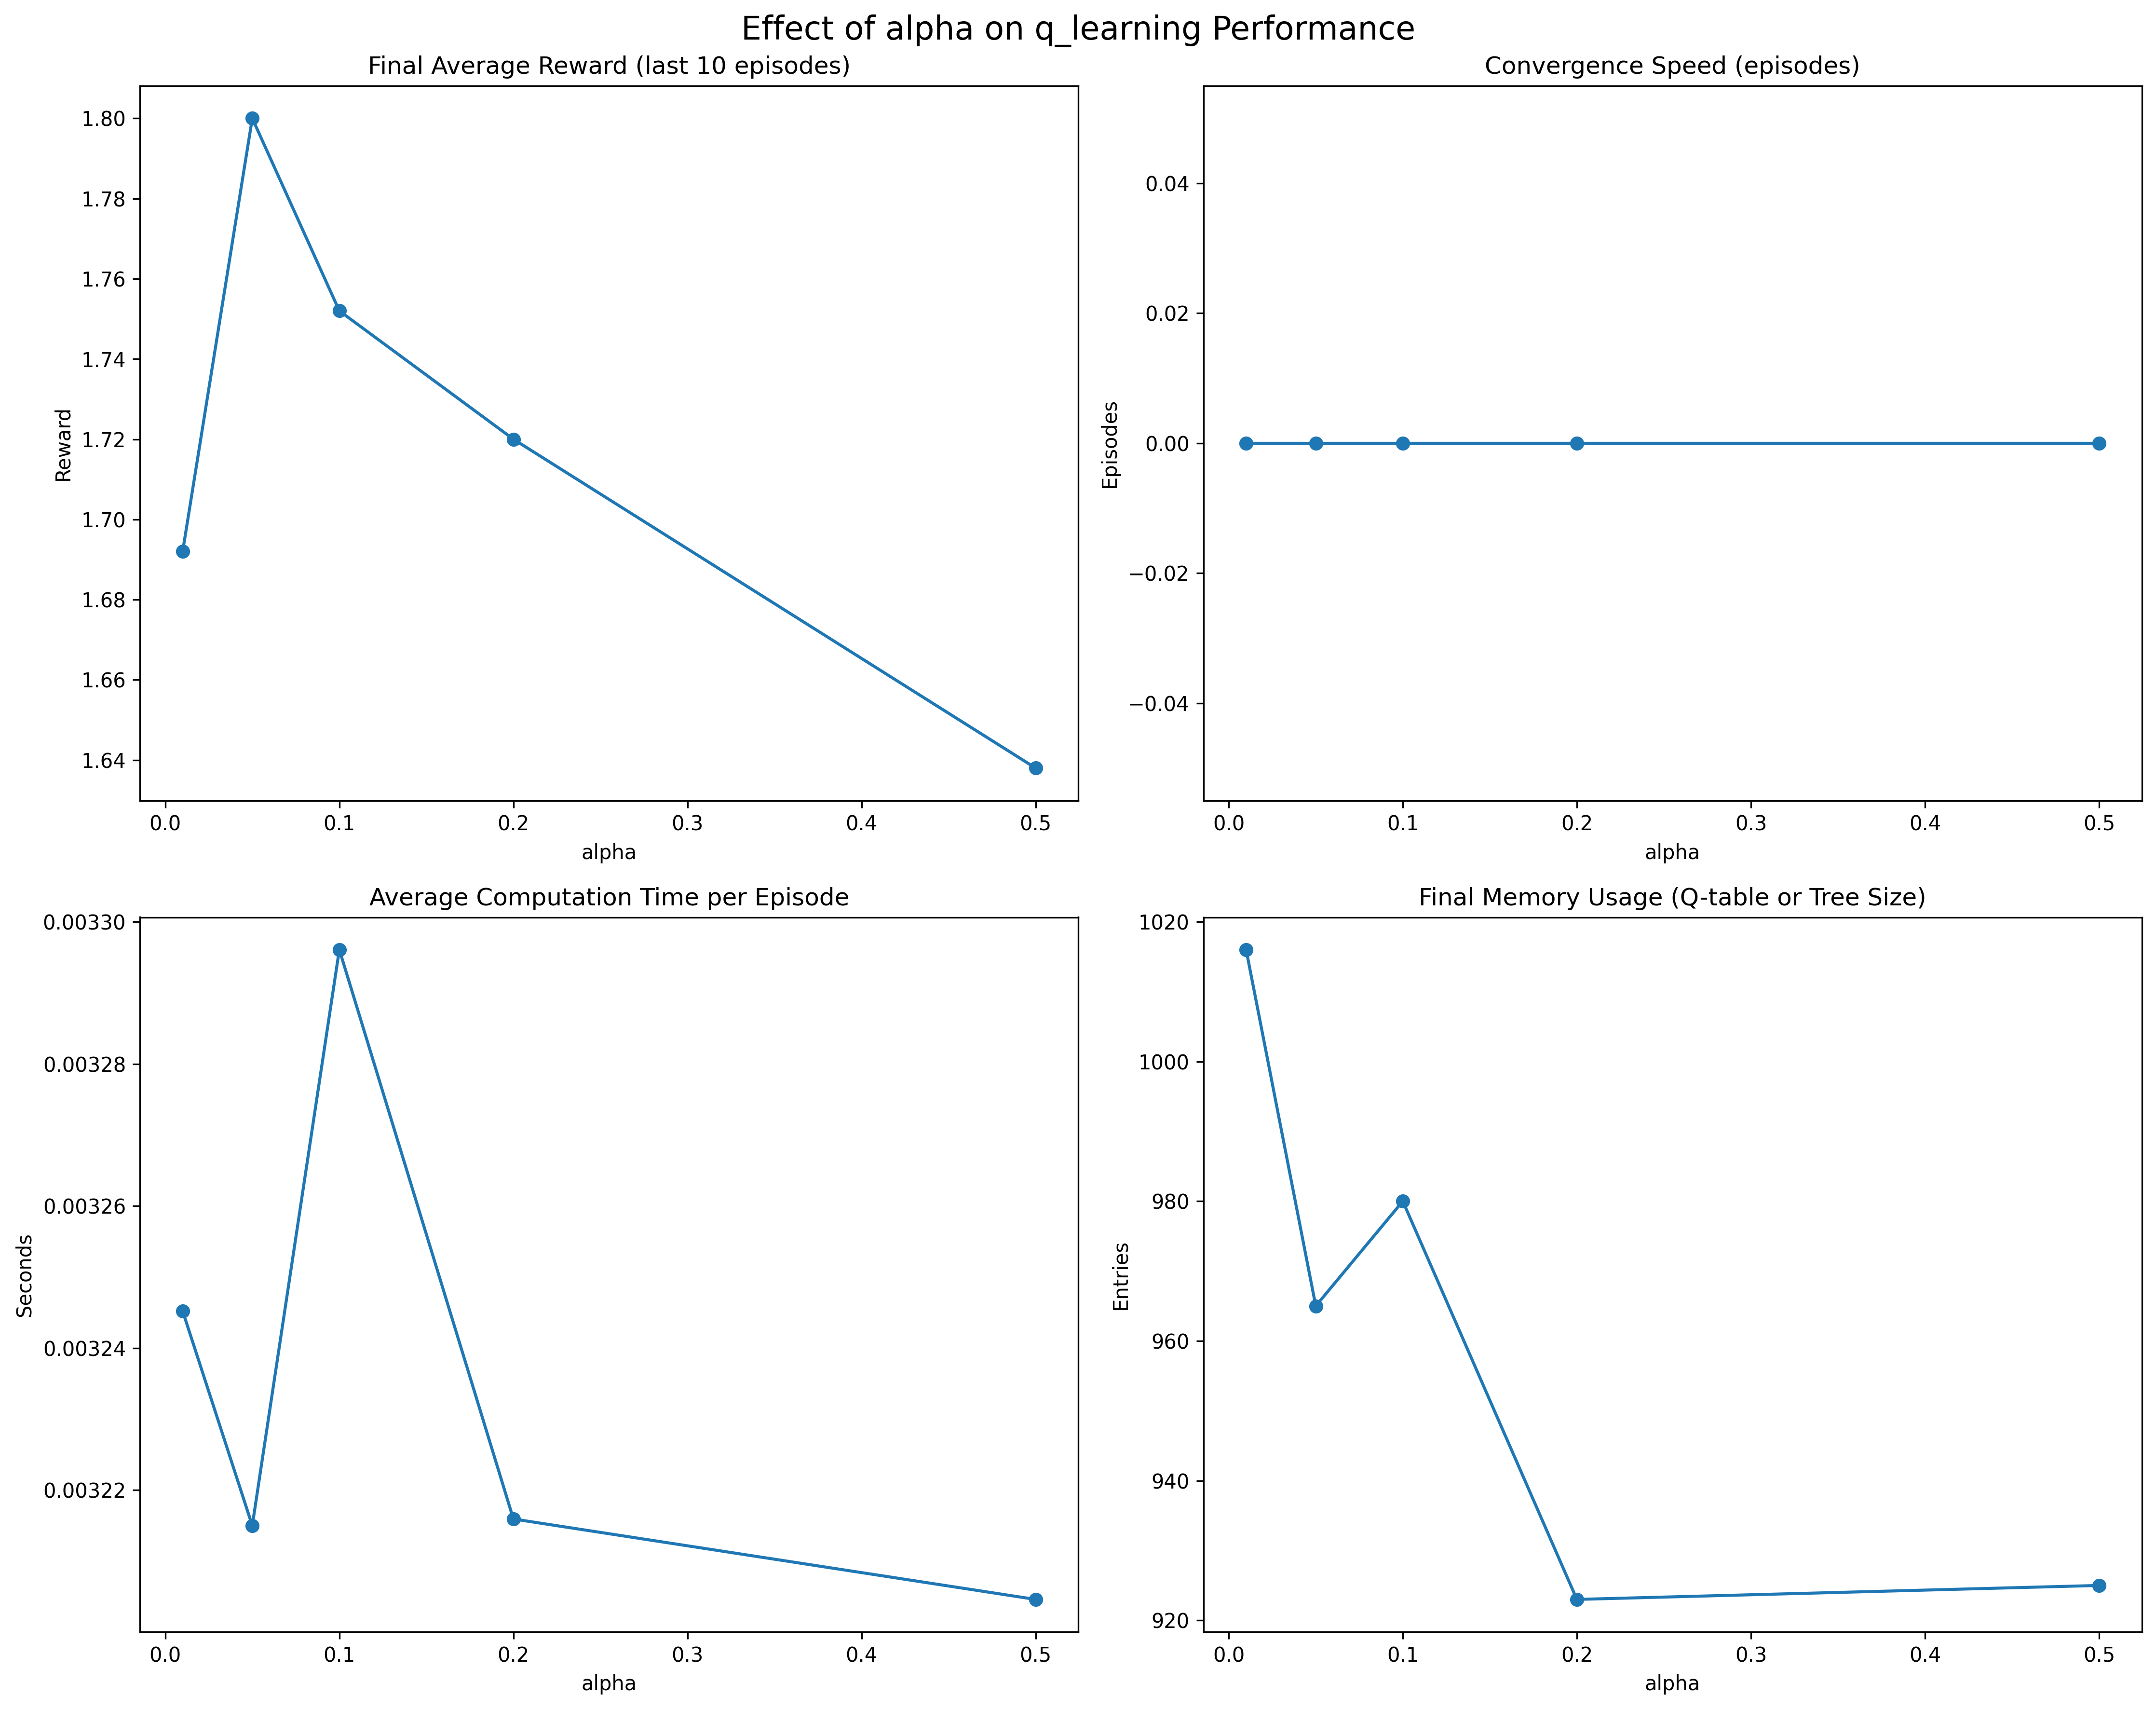 Effect of alpha on q_learning Performance
Final Average Reward (last 10 episodes)
1.80
1.78
1.76
1.74
1.72
1.70
1.68
1.66
1.64
Reward
0.0 0.1 0.2 0.3 0.4 0.5
alpha
Convergence Speed (episodes)
0.04
0.02
0.00
−0.02
−0.04
Episodes
0.0 0.1 0.2 0.3 0.4 0.5
alpha
Average Computation Time per Episode
0.00330
0.00328
0.00326
0.00324
0.00322
Seconds
0.0 0.1 0.2 0.3 0.4 0.5
alpha
Final Memory Usage (Q-table or Tree Size)
1020
1000
980
960
940
920
Entries
0.0 0.1 0.2 0.3 0.4 0.5
alpha